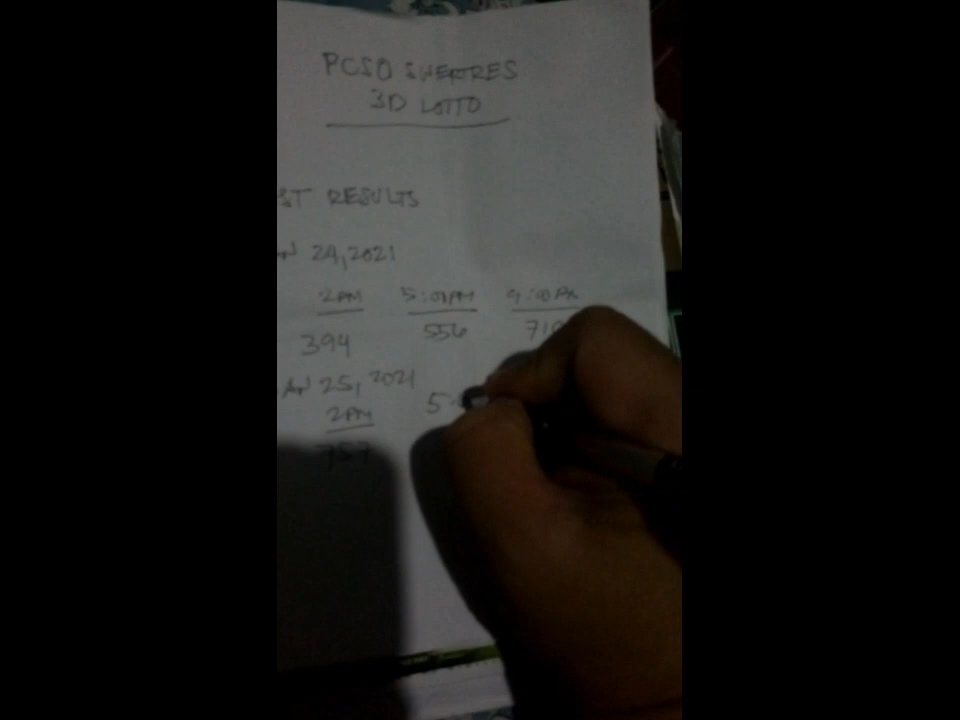 PCSO SWERTRES
3D LOTTO
ST RESULTS
24,2021
2PM 5:00PM 9:00PM
394 556
25, 2021
2PM 5:
757